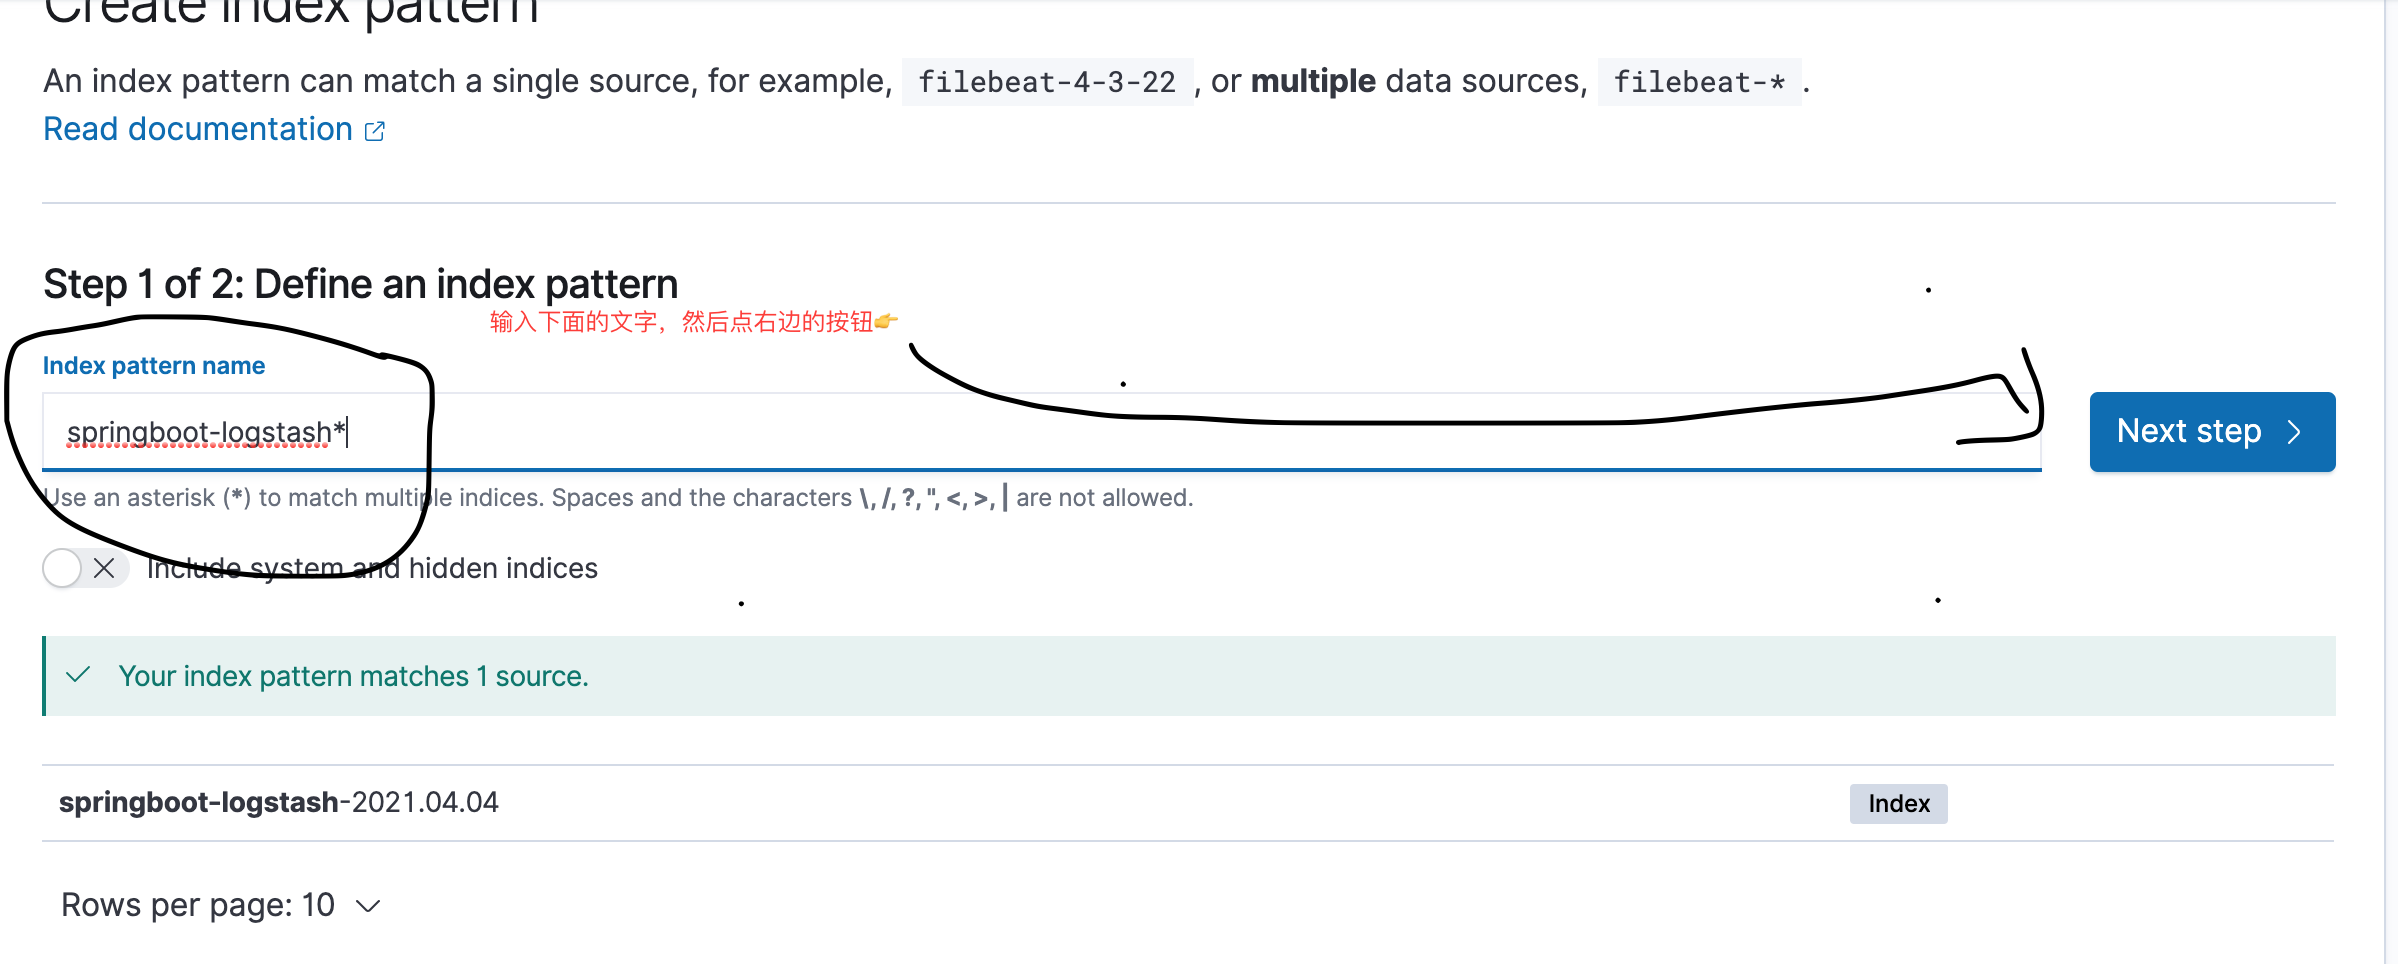 Create index pattern
An index pattern can match a single source, for example, filebeat-4-3-22 , or multiple data sources, filebeat-* .
Read documentation
Step 1 of 2: Define an index pattern
输入下面的文字，然后点右边的按钮👉
Index pattern name
springboot-logstash*
Next step
Use an asterisk (*) to match multiple indices. Spaces and the characters \, /, ?, ", <, >, | are not allowed.
Include system and hidden indices
Your index pattern matches 1 source.
springboot-logstash-2021.04.04 Index
Rows per page: 10